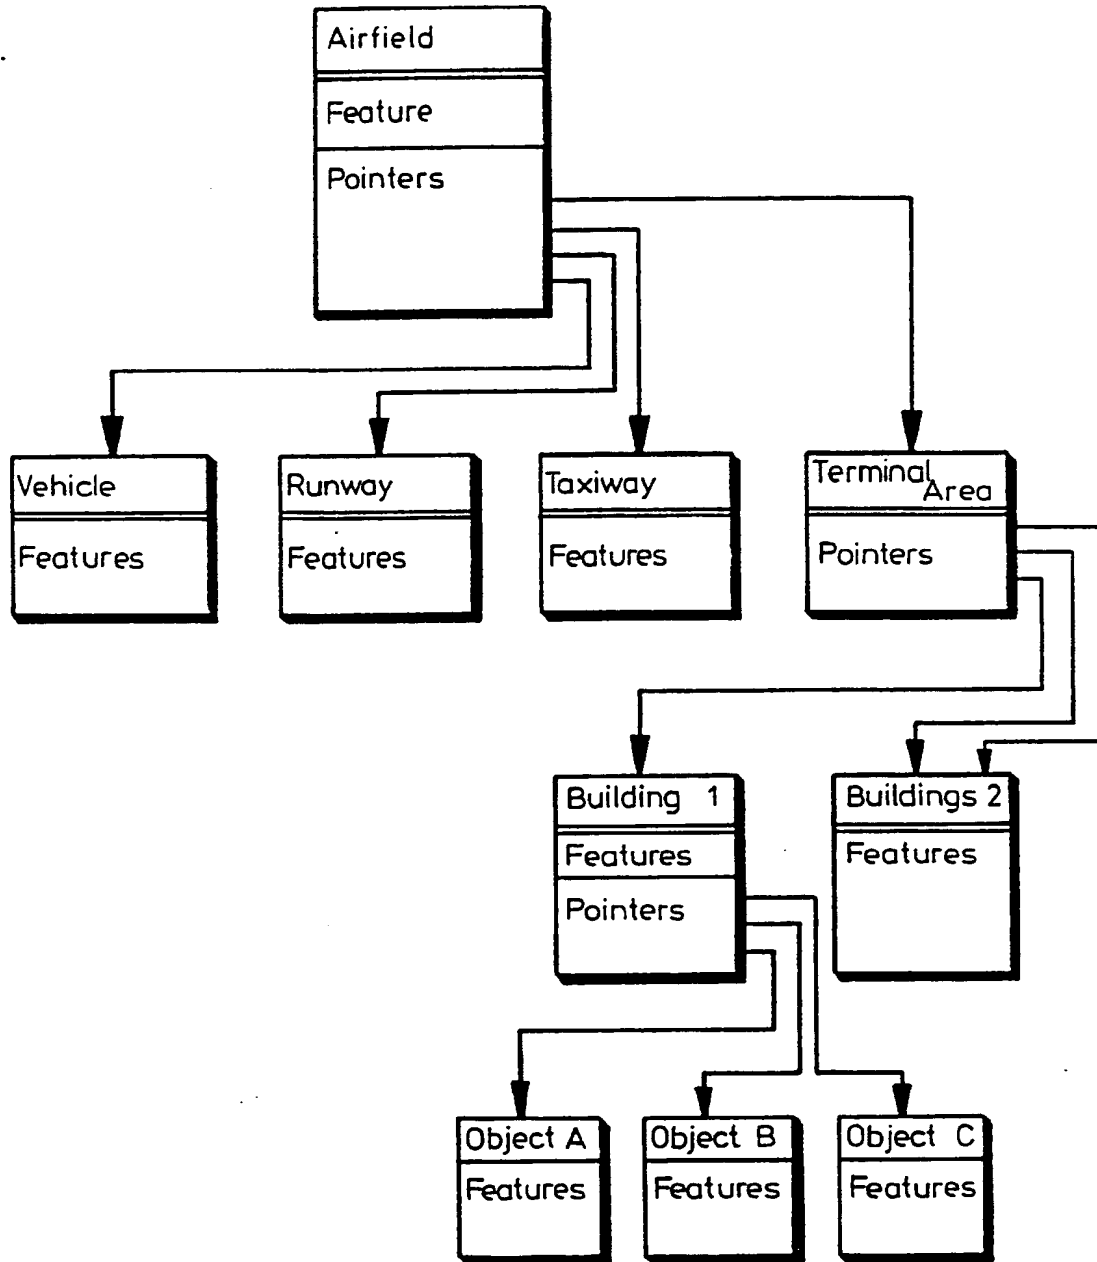 Airfield
Feature
Pointers
Vehicle
Features
Runway
Features
Taxiway
Features
Terminal
Area
Pointers
Building 1
Features
Pointers
Buildings 2
Features
Object A
Features
Object B
Features
Object C
Features